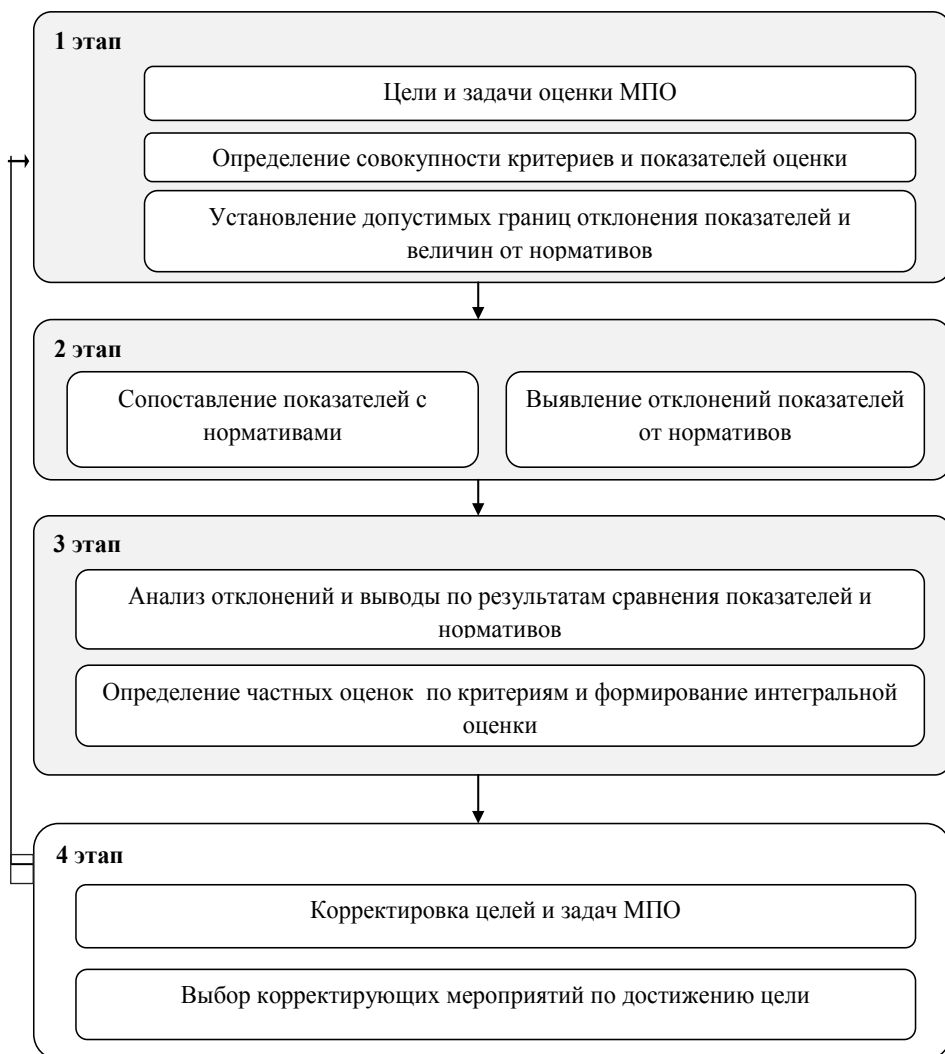 1 этап
Цели и задачи оценки МПО
Определение совокупности критериев и показателей оценки
Установление допустимых границ отклонения показателей и
величин от нормативов
2 этап
Сопоставление показателей с
нормативами
Выявление отклонений показателей
от нормативов
3 этап
Анализ отклонений и выводы по результатам сравнения показателей и
нормативов
Определение частных оценок по критериям и формирование интегральной
оценки
4 этап
Корректировка целей и задач МПО
Выбор корректирующих мероприятий по достижению цели